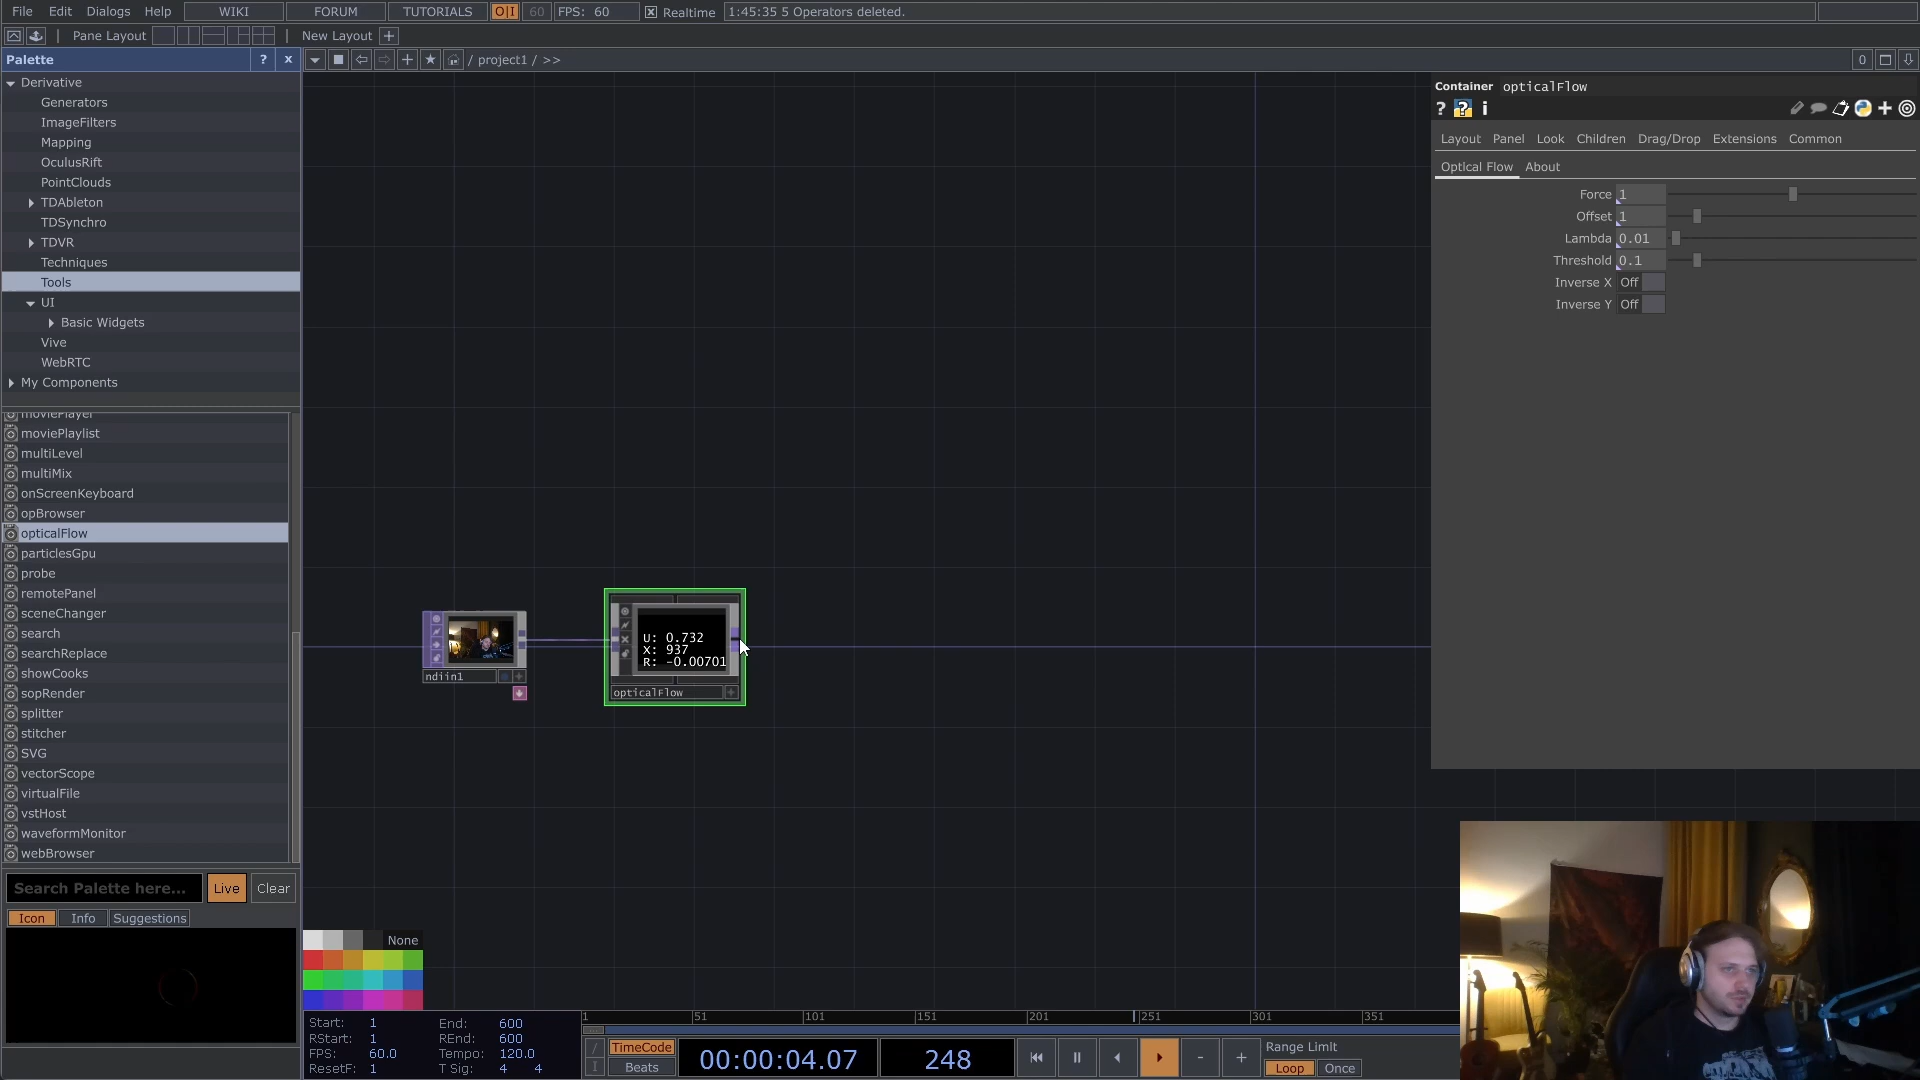 File Edit Dialogs Help WIKI FORUM TUTORIALS O|I 60 FPS: 60 Realtime 1:45:35 5 Operators deleted.
Pane Layout New Layout +
Palette ? x
/ project1 / >> 0
Derivative
Generators
ImageFilters
Mapping
OculusRift
PointClouds
TDAbleton
TDSynchro
TDVR
Techniques
Tools
UI
Basic Widgets
Vive
WebRTC
My Components
moviePlayer
moviePlaylist
multiLevel
multiMix
onScreenKeyboard
opBrowser
opticalFlow
particlesGpu
probe
remotePanel
sceneChanger
search
searchReplace
showCooks
sopRender
splitter
stitcher
SVG
vectorScope
virtualFile
vstHost
waveformMonitor
webBrowser
Search Palette here... Live Clear
Icon Info Suggestions
ndiin1
U: 0.732
X: 937
R: -0.00701
opticalFlow
Container opticalFlow
? ? i
Layout Panel Look Children Drag/Drop Extensions Common
Optical Flow About
Force 1
Offset 1
Lambda 0.01
Threshold 0.1
Inverse X Off
Inverse Y Off
None
Start: 1 End: 600
RStart: 1 REnd: 600
FPS: 60.0 Tempo: 120.0
ResetF: 1 T Sig: 4 4
1 51 101 151 201 251 301 351
TimeCode
Beats
00:00:04.07 248
- +
Range Limit
Loop Once